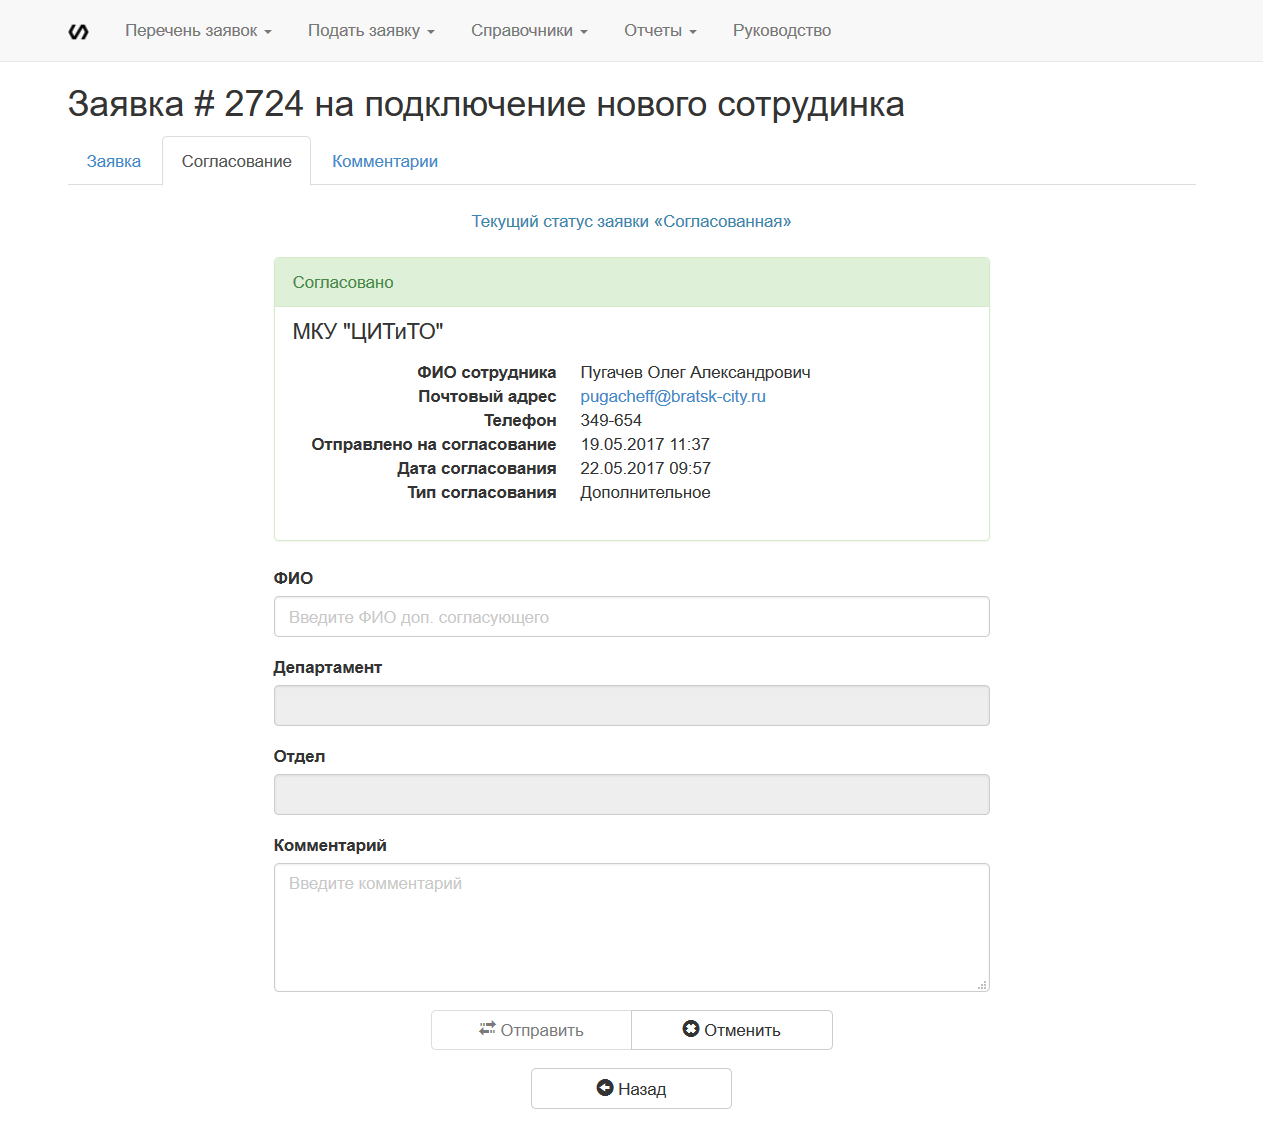 Перечень заявок Подать заявку Справочники Отчеты Руководство
Заявка # 2724 на подключение нового сотрудинка
Заявка Согласование Комментарии
Текущий статус заявки «Согласованная»
Согласовано
МКУ "ЦИТиТО"
ФИО сотрудника Пугачев Олег Александрович
Почтовый адрес pugacheff@bratsk-city.ru
Телефон 349-654
Отправлено на согласование 19.05.2017 11:37
Дата согласования 22.05.2017 09:57
Тип согласования Дополнительное
ФИО
Введите ФИО доп. согласующего
Департамент
Отдел
Комментарий
Введите комментарий
Отправить Отменить
Назад